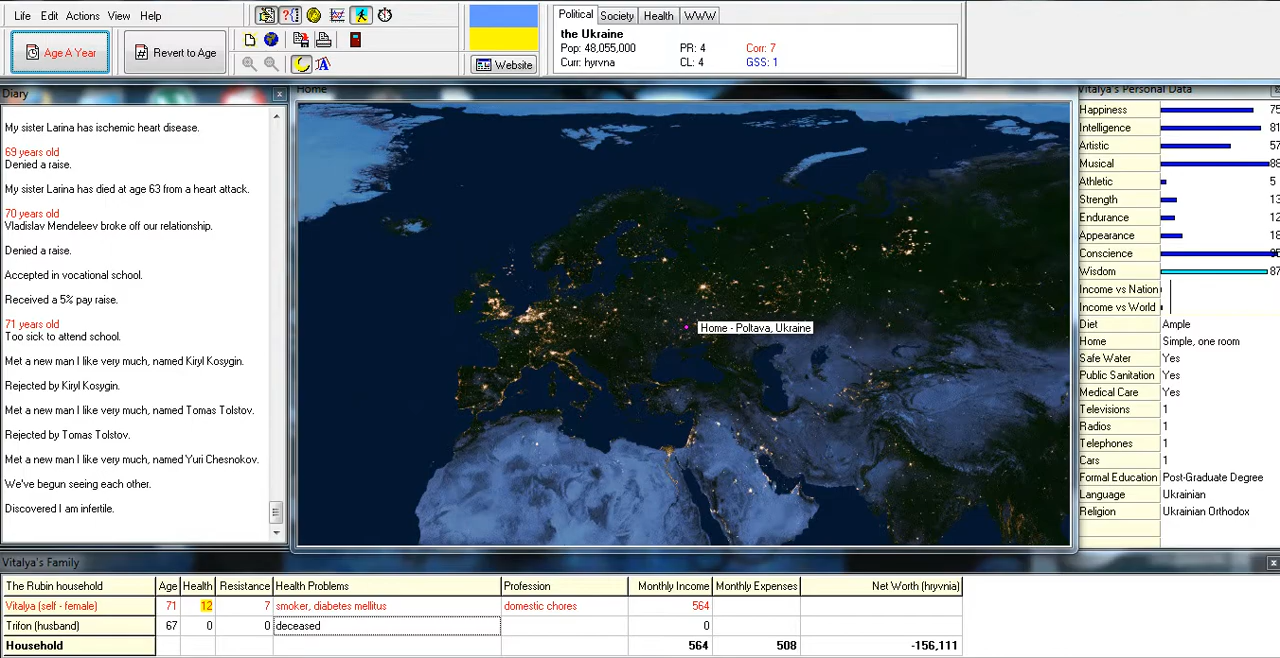 Life Edit Actions View Help
Age A Year
Revert to Age
Website
Political Society Health WWW
the Ukraine
Pop: 48,055,000 PR: 4 Corr: 7
Curr: hyrvna CL: 4 GSS: 1
Diary
My sister Larina has ischemic heart disease.
69 years old
Denied a raise.
My sister Larina has died at age 63 from a heart attack.
70 years old
Vladislav Mendeleev broke off our relationship.
Denied a raise.
Accepted in vocational school.
Received a 5% pay raise.
71 years old
Too sick to attend school.
Met a new man I like very much, named Kiryl Kosygin.
Rejected by Kiryl Kosygin.
Met a new man I like very much, named Tomas Tolstov.
Rejected by Tomas Tolstov.
Met a new man I like very much, named Yuri Chesnokov.
We've begun seeing each other.
Discovered I am infertile.
Home
Home - Poltava, Ukraine
Vitalya's Personal Data
Happiness 75
Intelligence 81
Artistic 57
Musical 88
Athletic 5
Strength 13
Endurance 12
Appearance 18
Conscience
Wisdom 87
Income vs Nation
Income vs World
Diet Ample
Home Simple, one room
Safe Water Yes
Public Sanitation Yes
Medical Care Yes
Televisions 1
Radios 1
Telephones 1
Cars 1
Formal Education Post-Graduate Degree
Language Ukrainian
Religion Ukrainian Orthodox
Vitalya's Family
The Rubin household Age Health Resistance Health Problems Profession Monthly Income Monthly Expenses Net Worth (hryvnia)
Vitalya (self - female) 71 12 7 smoker, diabetes mellitus domestic chores 564
Trifon (husband) 67 0 0 deceased 0
Household 564 508 -156,111